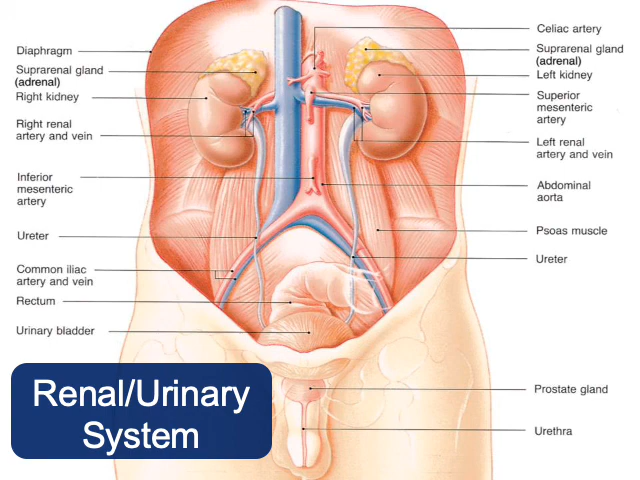 Diaphragm
Suprarenal gland
(adrenal)
Right kidney
Right renal
artery and vein
Inferior
mesenteric
artery
Ureter
Common iliac
artery and vein
Rectum
Urinary bladder
Celiac artery
Suprarenal gland
(adrenal)
Left kidney
Superior
mesenteric
artery
Left renal
artery and vein
Abdominal
aorta
Psoas muscle
Ureter
Prostate gland
Urethra
Renal/Urinary
System